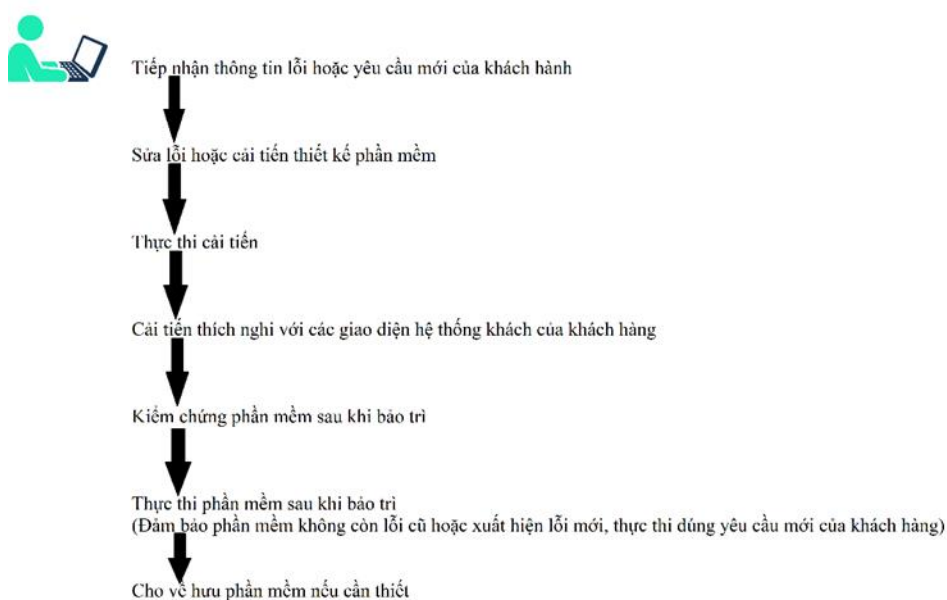 Tiếp nhận thông tin lỗi hoặc yêu cầu mới của khách hành
Sửa lỗi hoặc cải tiến thiết kế phần mềm
Thực thi cải tiến
Cải tiến thích nghi với các giao diện hệ thống khách của khách hàng
Kiểm chứng phần mềm sau khi bảo trì
Thực thi phần mềm sau khi bảo trì
(Đảm bảo phần mềm không còn lỗi cũ hoặc xuất hiện lỗi mới, thực thi đúng yêu cầu mới của khách hàng)
Cho về hưu phần mềm nếu cần thiết